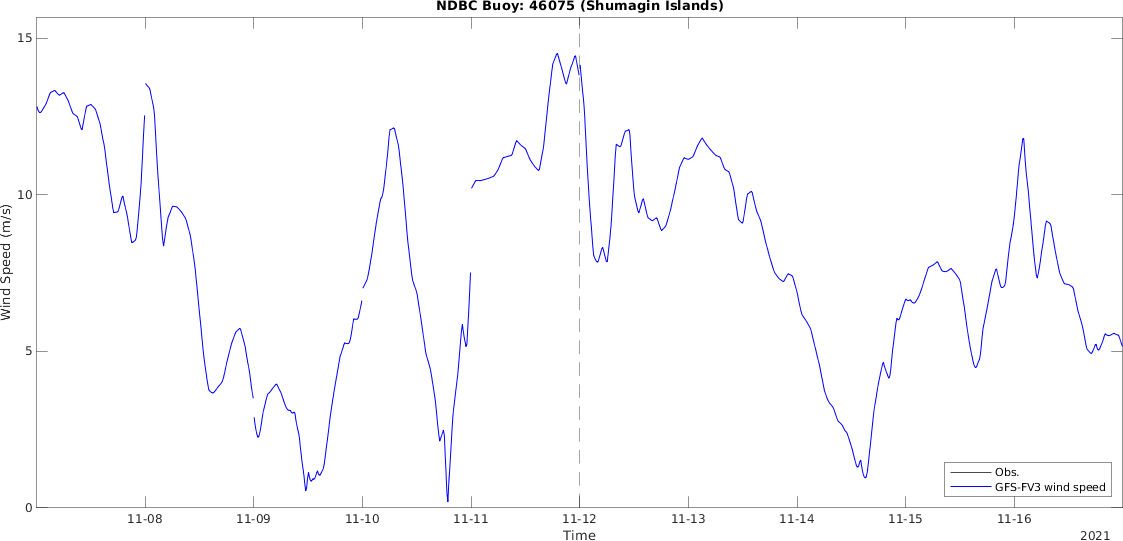 NDBC Buoy: 46075 (Shumagin Islands)
15
10
5
0
Wind Speed (m/s)
11-08
11-09
11-10
11-11
11-12
11-13
11-14
11-15
11-16
Time
2021
Obs.
GFS-FV3 wind speed